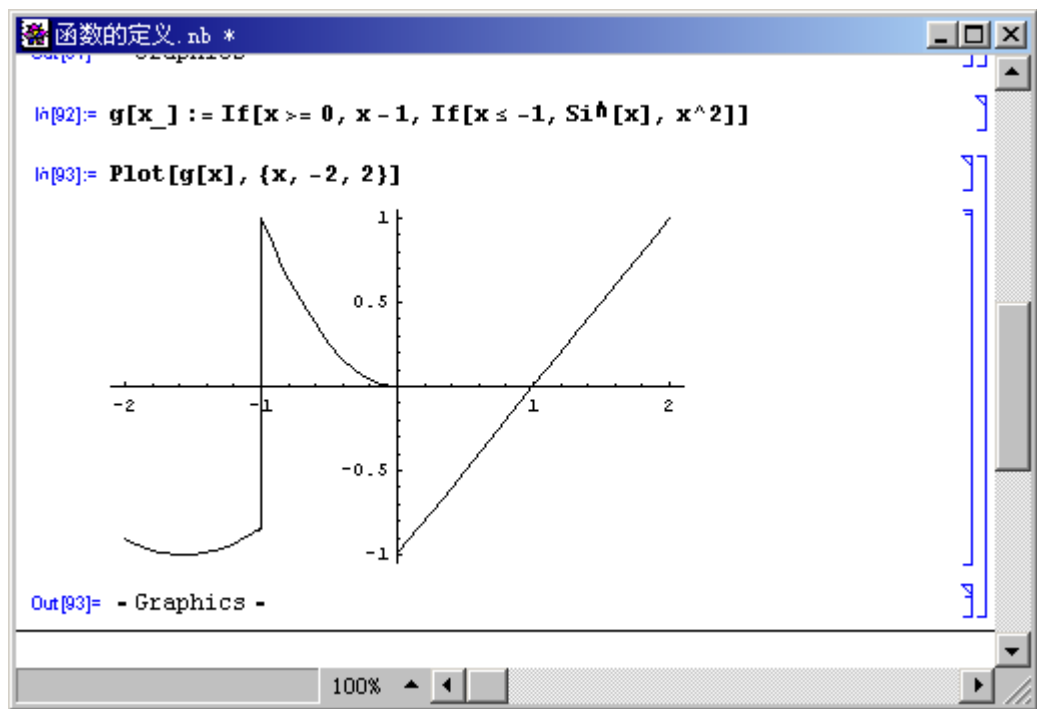 函数的定义.nb *
In[92]:= g[x_] := If[x >= 0, x - 1, If[x ≤ -1, Sin[x], x^2]]
In[93]:= Plot[g[x], {x, -2, 2}]
1
0.5
-2 -1 1 2
-0.5
-1
Out[93]= - Graphics -
100%